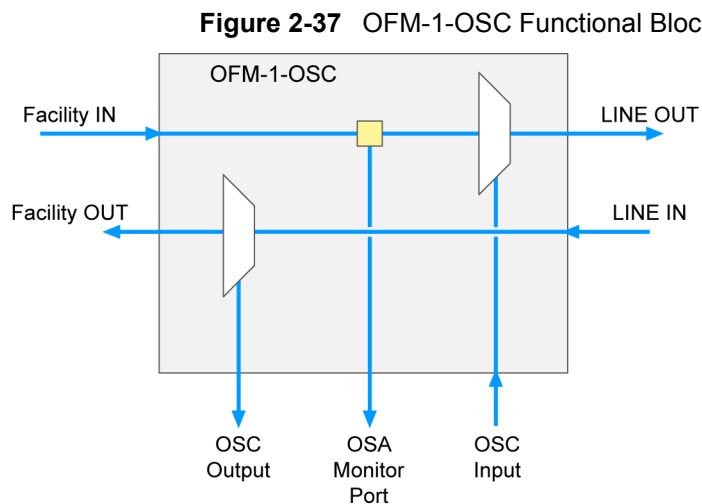 Figure 2-37 OFM-1-OSC Functional Bloc
OFM-1-OSC
Facility IN
LINE OUT
Facility OUT
LINE IN
OSC
Output
OSA
Monitor
Port
OSC
Input